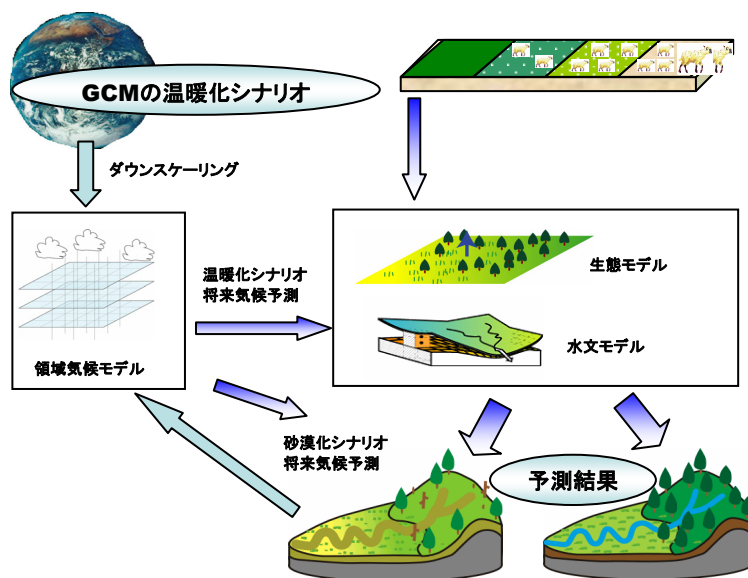 GCMの温暖化シナリオ
ダウンスケーリング
温暖化シナリオ
将来気候予測
生態モデル
水文モデル
領域気候モデル
砂漠化シナリオ
将来気候予測
予測結果